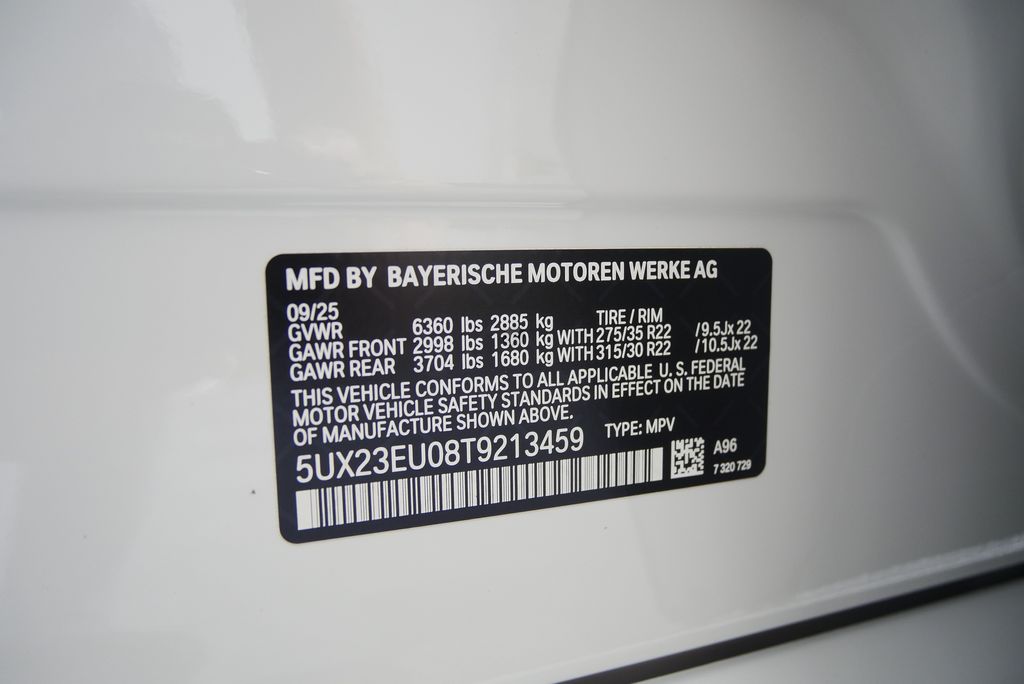 MFD BY BAYERISCHE MOTOREN WERKE AG
09/25 TIRE / RIM
GVWR 6360 lbs 2885 kg
GAWR FRONT 2998 lbs 1360 kg WITH 275/35 R22 /9.5Jx 22
GAWR REAR 3704 lbs 1680 kg WITH 315/30 R22 /10.5Jx 22
THIS VEHICLE CONFORMS TO ALL APPLICABLE U. S. FEDERAL
MOTOR VEHICLE SAFETY STANDARDS IN EFFECT ON THE DATE
OF MANUFACTURE SHOWN ABOVE.
5UX23EU08T9213459 TYPE: MPV
A96
7 320 729